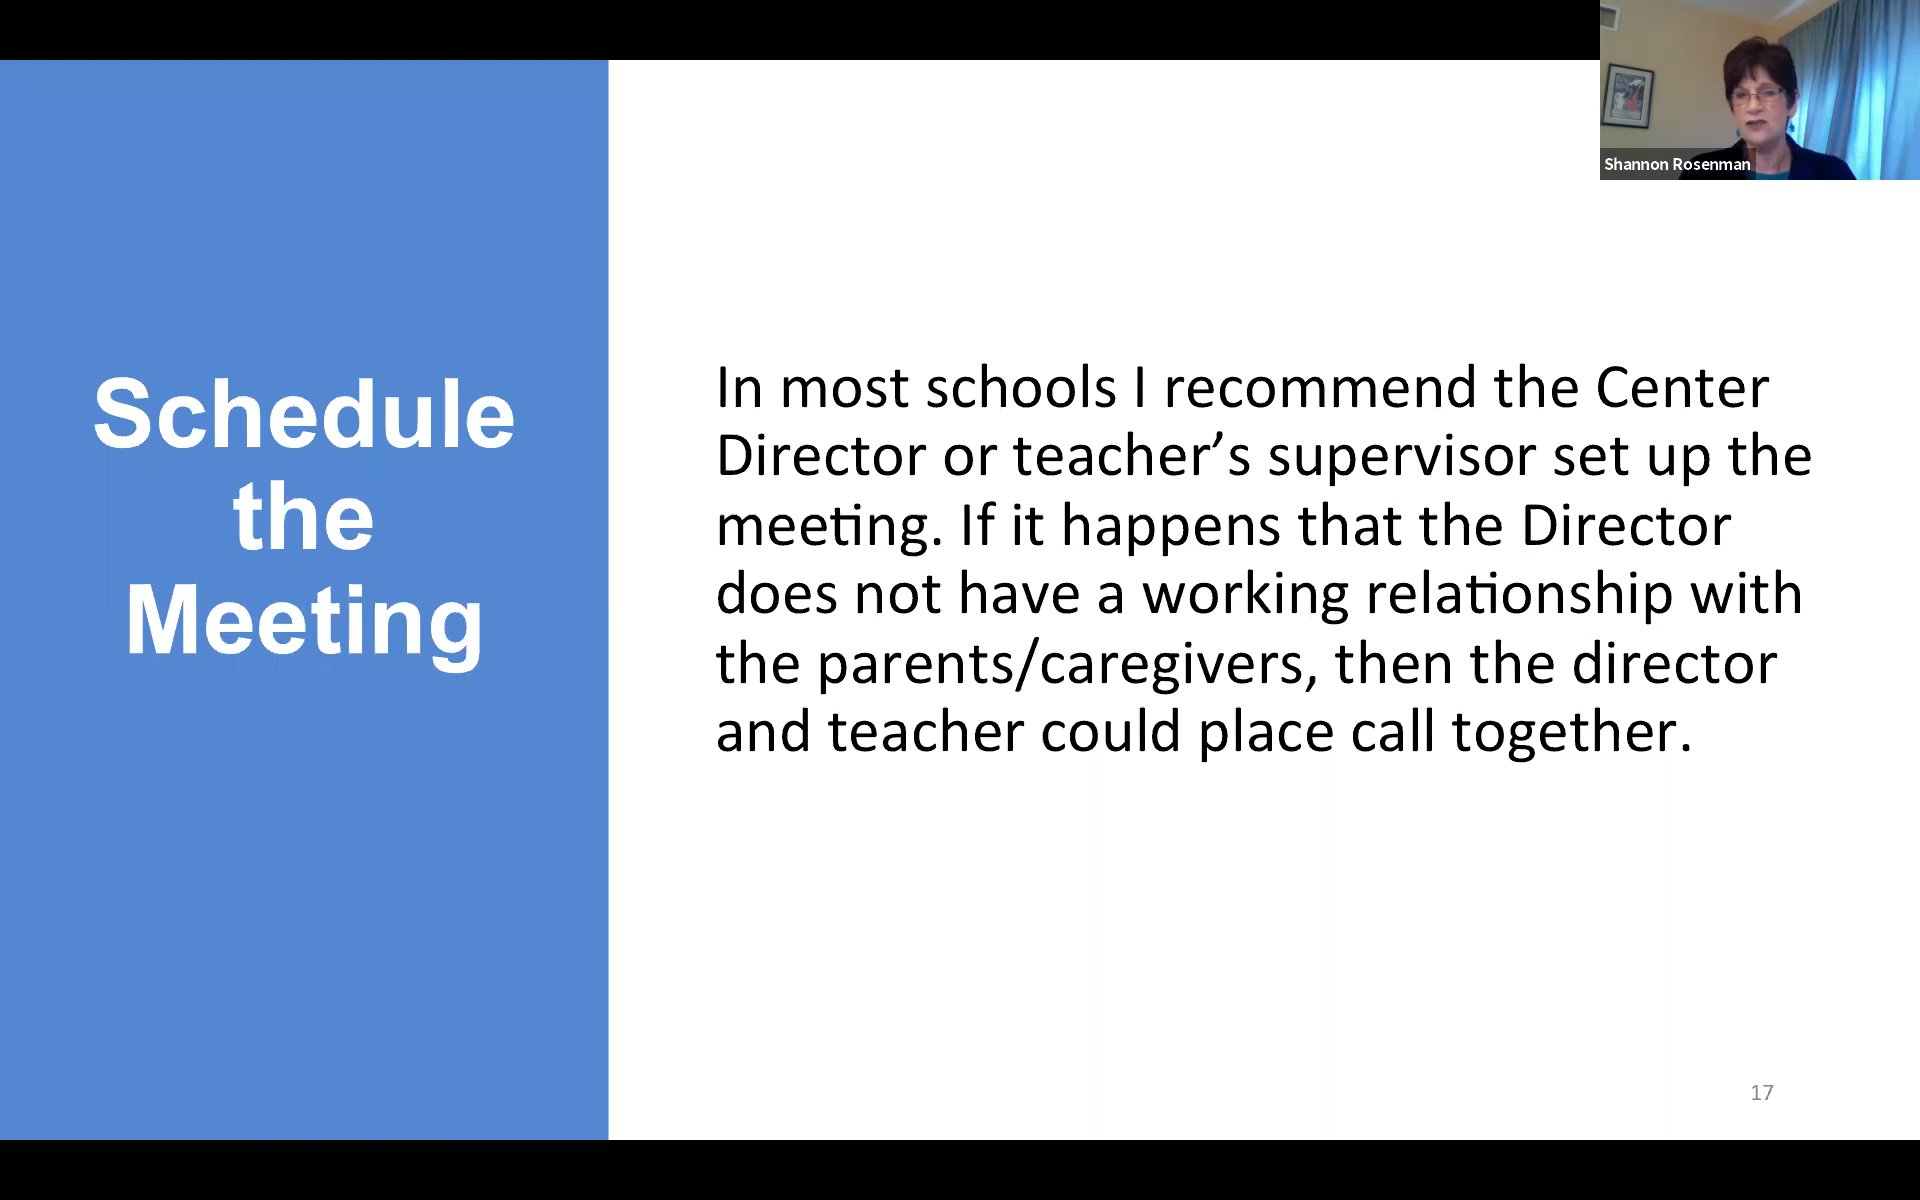 Schedule
the
Meeting
In most schools I recommend the Center
Director or teacher’s supervisor set up the
meeting. If it happens that the Director
does not have a working relationship with
the parents/caregivers, then the director
and teacher could place call together.
Shannon Rosenman
17